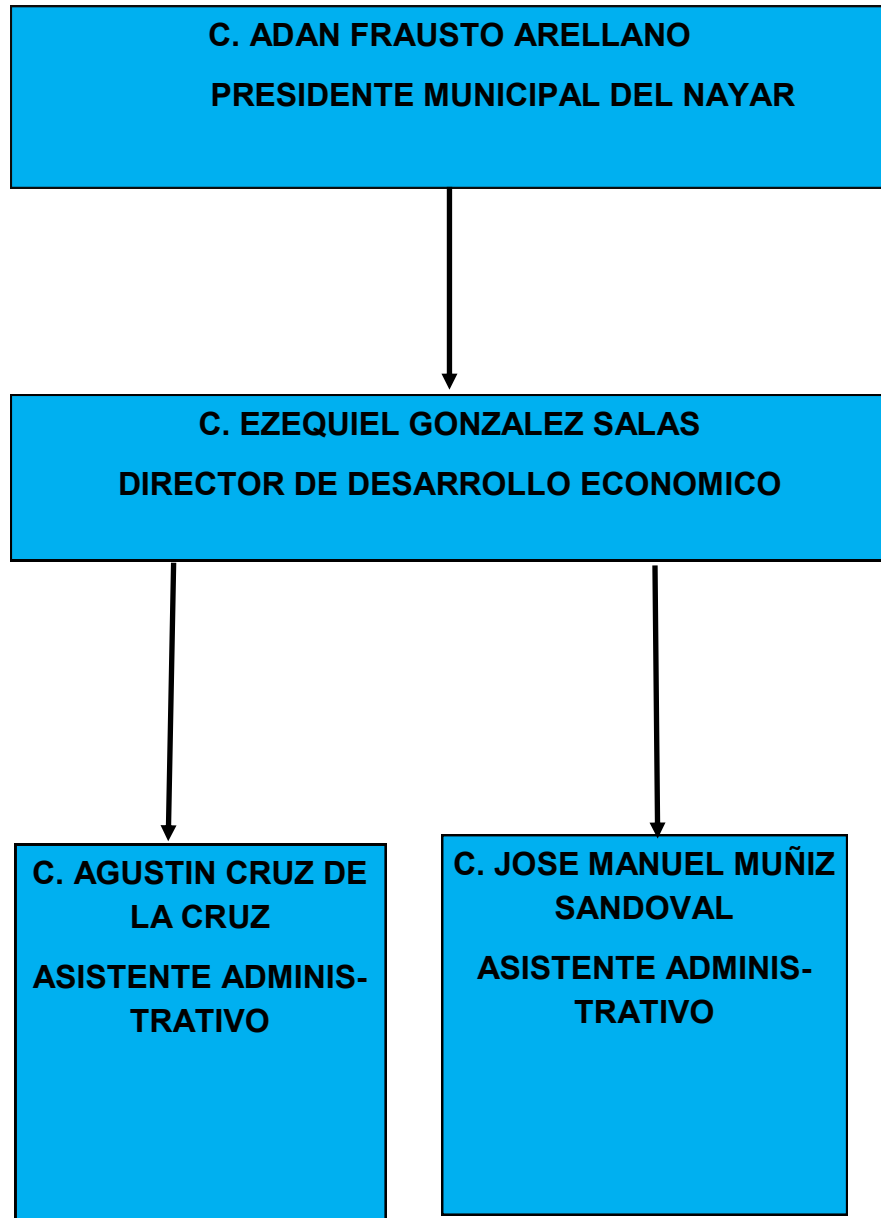 C. ADAN FRAUSTO ARELLANO
PRESIDENTE MUNICIPAL DEL NAYAR
C. EZEQUIEL GONZALEZ SALAS
DIRECTOR DE DESARROLLO ECONOMICO
C. AGUSTIN CRUZ DE
LA CRUZ
ASISTENTE ADMINIS-
TRATIVO
C. JOSE MANUEL MUÑIZ
SANDOVAL
ASISTENTE ADMINIS-
TRATIVO